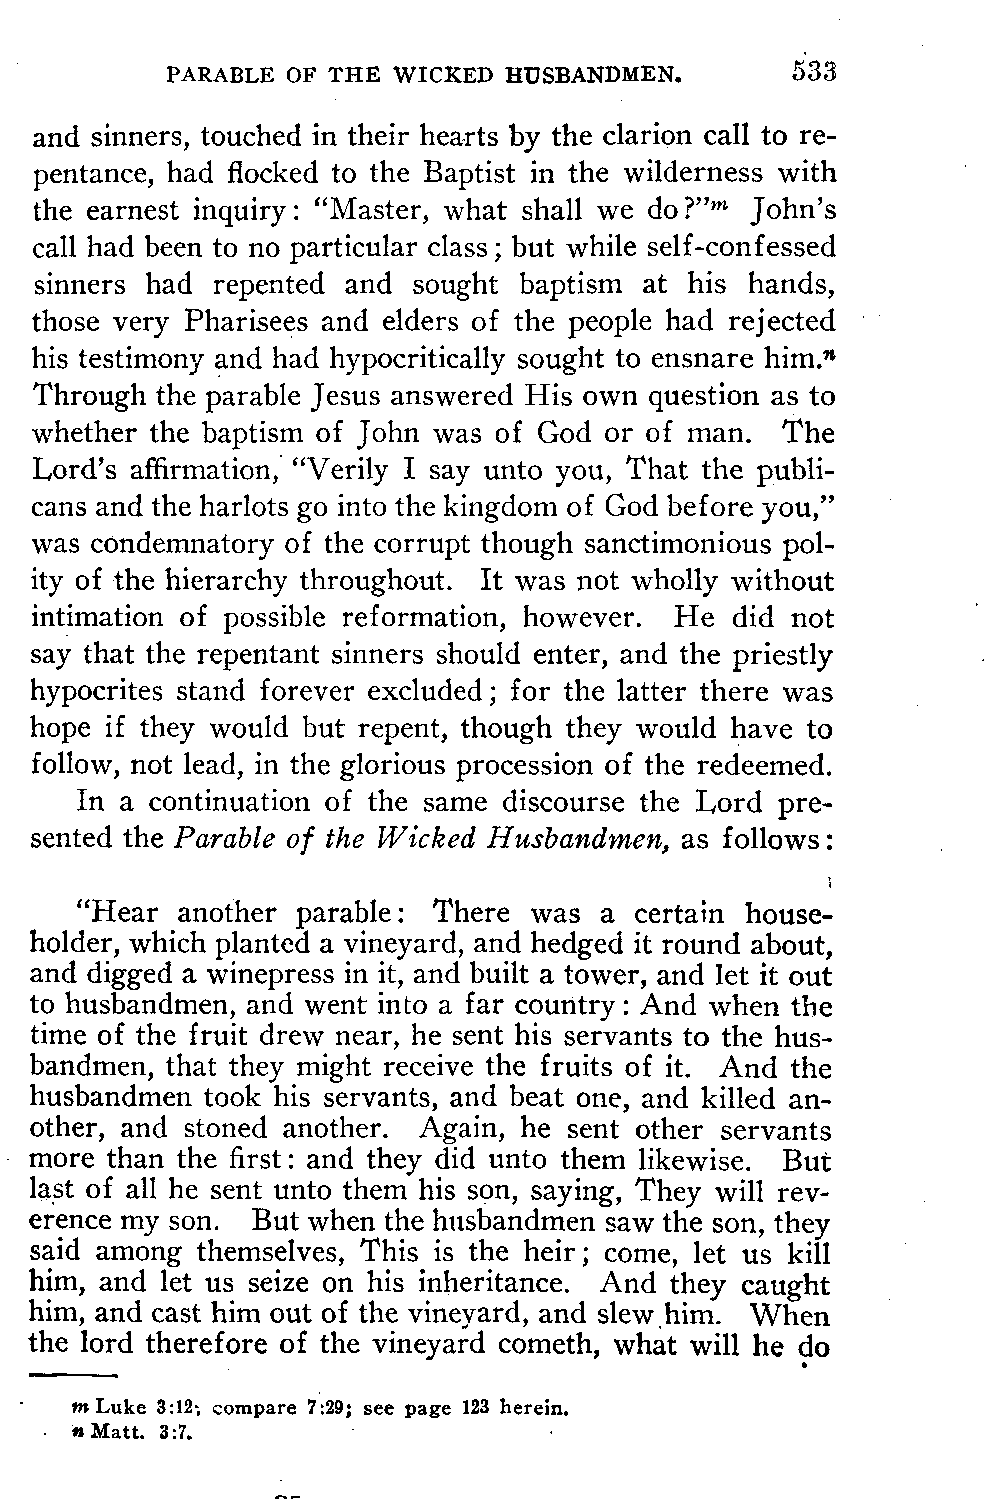 PARABLE OF THE WICKED HUSBANDMEN. 533
and sinners, touched in their hearts by the clarion call to re-
pentance, had flocked to the Baptist in the wilderness with
the earnest inquiry: “Master, what shall we do?”m John’s
call had been to no particular class; but while self-confessed
sinners had repented and sought baptism at his hands,
those very Pharisees and elders of the people had rejected
his testimony and had hypocritically sought to ensnare him.n
Through the parable Jesus answered His own question as to
whether the baptism of John was of God or of man. The
Lord’s affirmation, “Verily I say unto you, That the publi-
cans and the harlots go into the kingdom of God before you,”
was condemnatory of the corrupt though sanctimonious pol-
ity of the hierarchy throughout. It was not wholly without
intimation of possible reformation, however. He did not
say that the repentant sinners should enter, and the priestly
hypocrites stand forever excluded; for the latter there was
hope if they would but repent, though they would have to
follow, not lead, in the glorious procession of the redeemed.
In a continuation of the same discourse the Lord pre-
sented the Parable of the Wicked Husbandmen, as follows:
“Hear another parable: There was a certain house-
holder, which planted a vineyard, and hedged it round about,
and digged a winepress in it, and built a tower, and let it out
to husbandmen, and went into a far country: And when the
time of the fruit drew near, he sent his servants to the hus-
bandmen, that they might receive the fruits of it. And the
husbandmen took his servants, and beat one, and killed an-
other, and stoned another. Again, he sent other servants
more than the first: and they did unto them likewise. But
last of all he sent unto them his son, saying, They will rev-
erence my son. But when the husbandmen saw the son, they
said among themselves, This is the heir; come, let us kill
him, and let us seize on his inheritance. And they caught
him, and cast him out of the vineyard, and slew him. When
the lord therefore of the vineyard cometh, what will he do
m Luke 3:12; compare 7:29; see page 123 herein.
n Matt. 3:7.